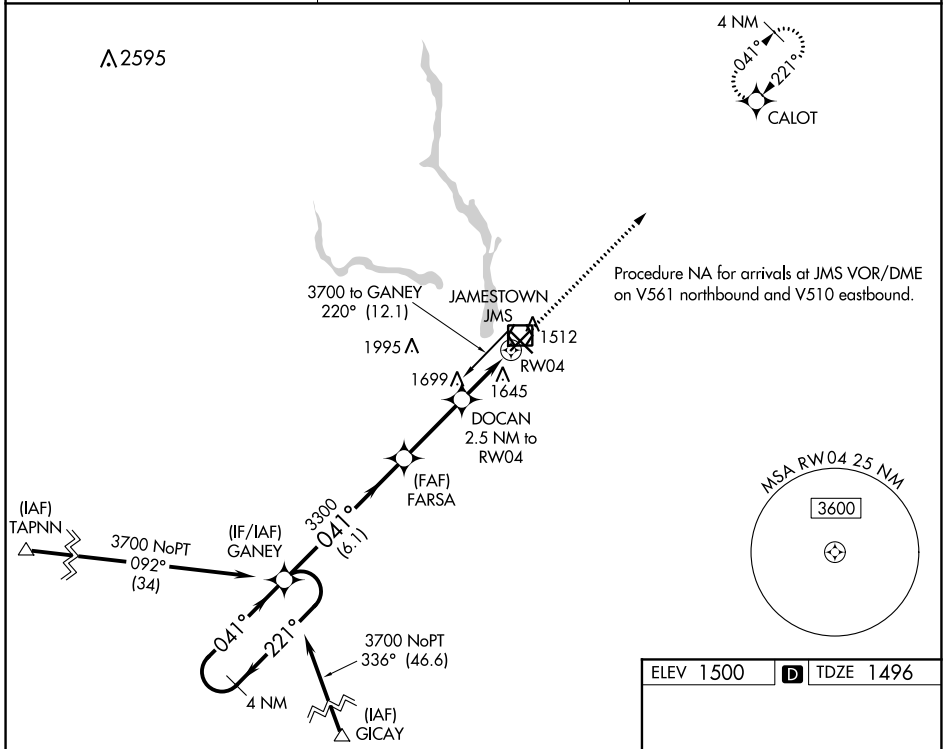 2595
4 NM
041°
221°
CALOT
Procedure NA for arrivals at JMS VOR/DME
on V561 northbound and V510 eastbound.
3700 to GANEY
220° (12.1)
JAMESTOWN
JMS
1512
RW04
1995
1699
1645
DOCAN
2.5 NM to
RW04
(FAF)
FARSA
MSA RW04 25 NM
3600
(IAF)
TAPNN
3700 NoPT
092°
(34)
(IF/IAF)
GANEY
3300
041°
(6.1)
041°
221°
4 NM
3700 NoPT
336° (46.6)
(IAF)
GICAY
ELEV 1500 D TDZE 1496